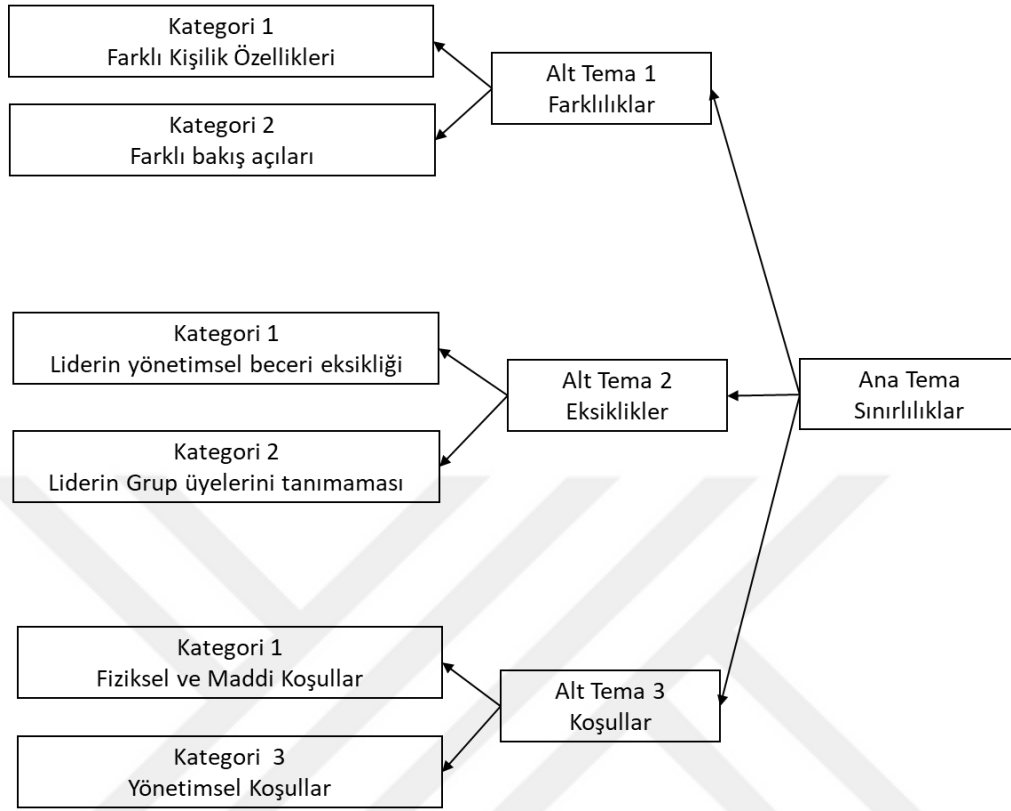 Kategori 1
Farklı Kişilik Özellikleri
Kategori 2
Farklı bakış açıları
Alt Tema 1
Farklılıklar
Kategori 1
Liderin yönetimsel beceri eksikliği
Kategori 2
Liderin Grup üyelerini tanımaması
Alt Tema 2
Eksiklikler
Ana Tema
Sınırlılıklar
Kategori 1
Fiziksel ve Maddi Koşullar
Kategori 3
Yönetimsel Koşullar
Alt Tema 3
Koşullar